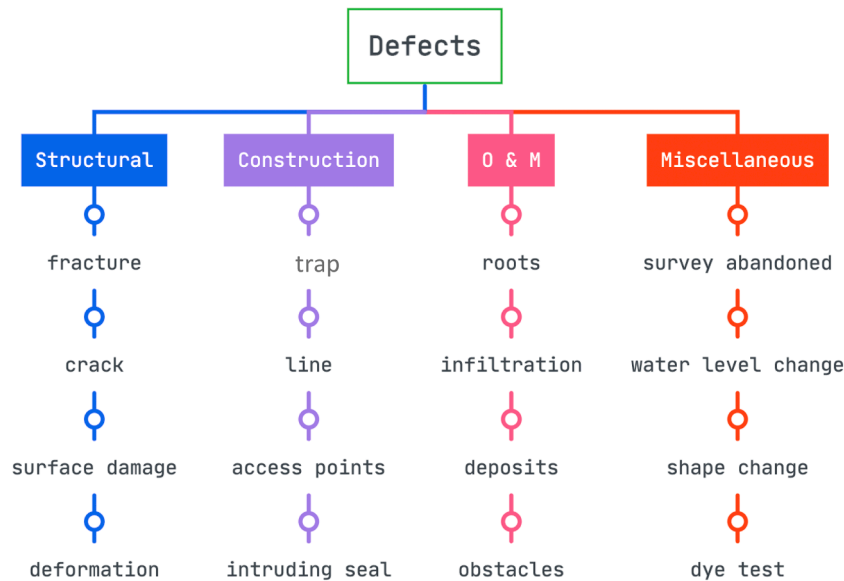 Defects
Structural
Construction
O & M
Miscellaneous
fracture
trap
roots
survey abandoned
crack
line
infiltration
water level change
surface damage
access points
deposits
shape change
deformation
intruding seal
obstacles
dye test